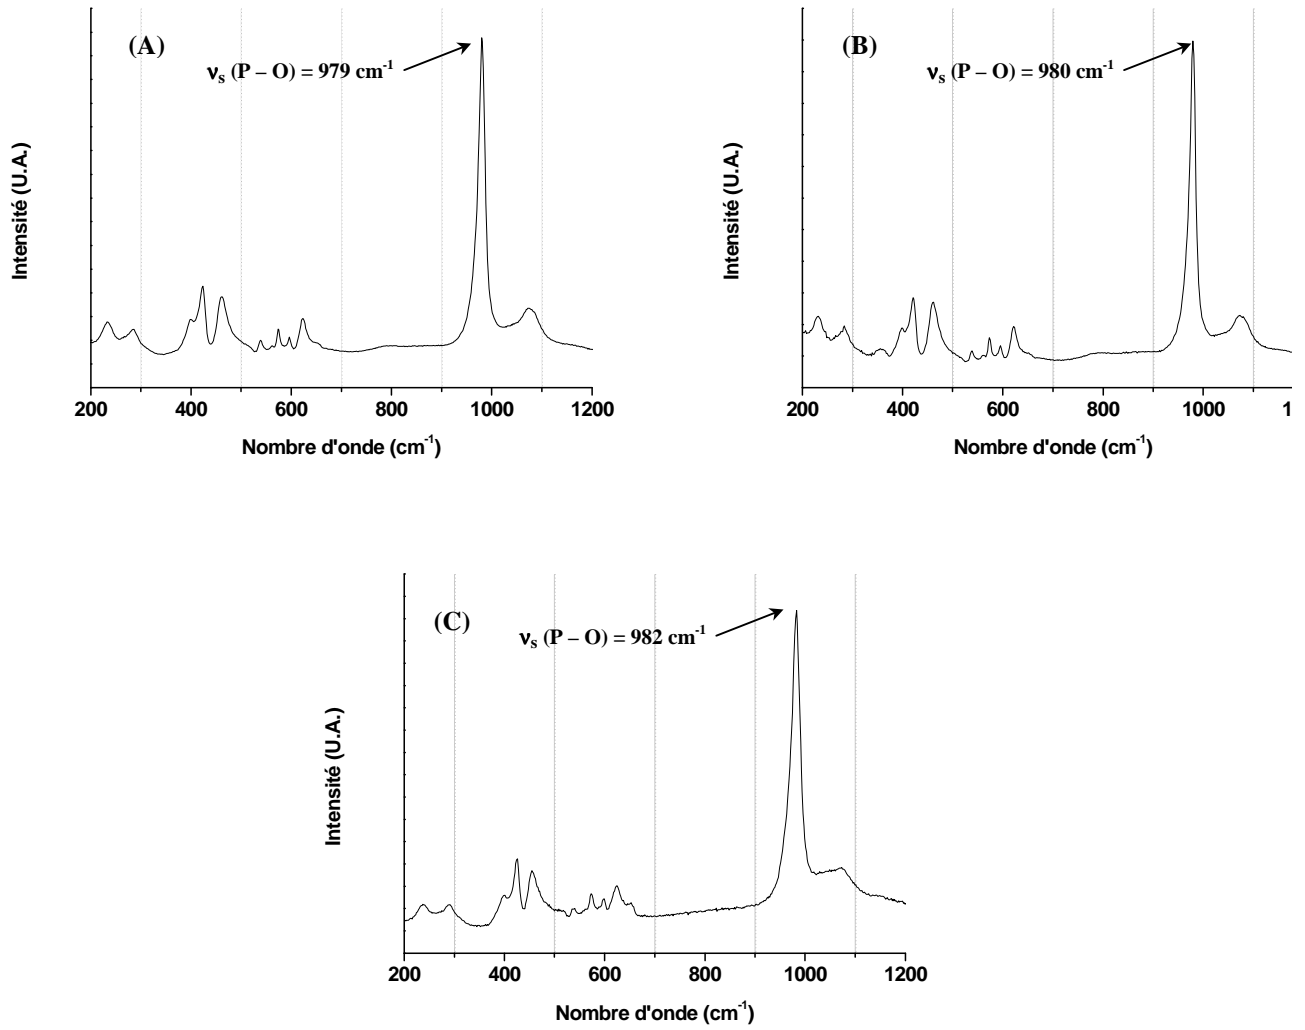 (A)
νs (P – O) = 979 cm-1
Intensité (U.A.)
200 400 600 800 1000 1200
Nombre d'onde (cm-1)
(B)
νs (P – O) = 980 cm-1
Intensité (U.A.)
200 400 600 800 1000 1
Nombre d'onde (cm-1)
(C)
νs (P – O) = 982 cm-1
Intensité (U.A.)
200 400 600 800 1000 1200
Nombre d'onde (cm-1)